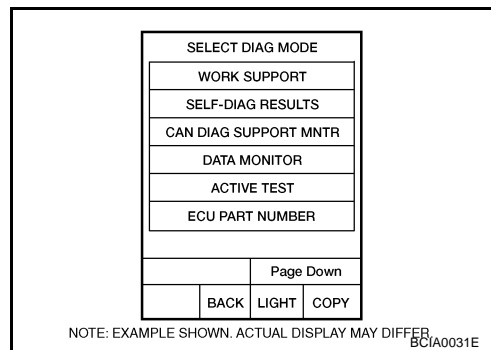 SELECT DIAG MODE
WORK SUPPORT
SELF-DIAG RESULTS
CAN DIAG SUPPORT MNTR
DATA MONITOR
ACTIVE TEST
ECU PART NUMBER
Page Down
BACK LIGHT COPY
NOTE: EXAMPLE SHOWN. ACTUAL DISPLAY MAY DIFFER.
BCIA0031E